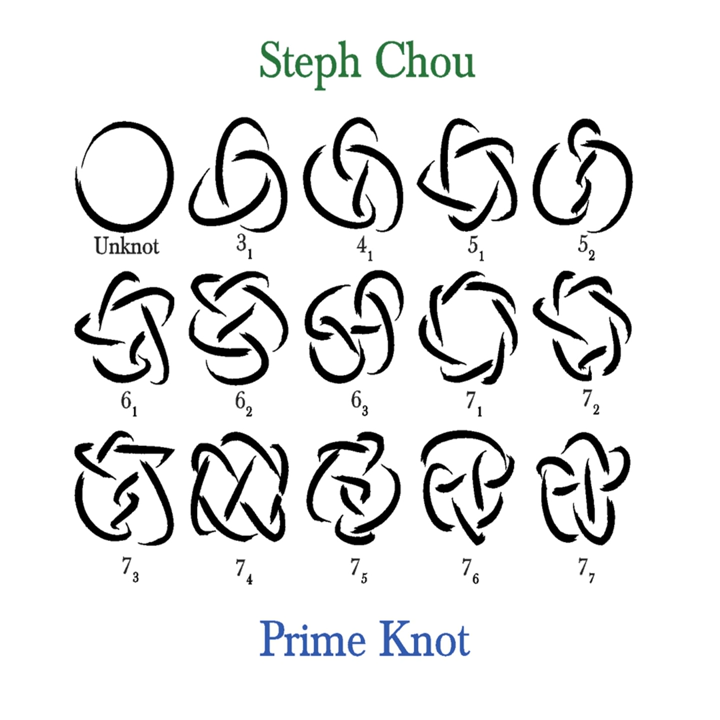 Steph Chou
Unknot 3₁ 4₁ 5₁ 5₂
6₁ 6₂ 6₃ 7₁ 7₂
7₃ 7₄ 7₅ 7₆ 7₇
Prime Knot